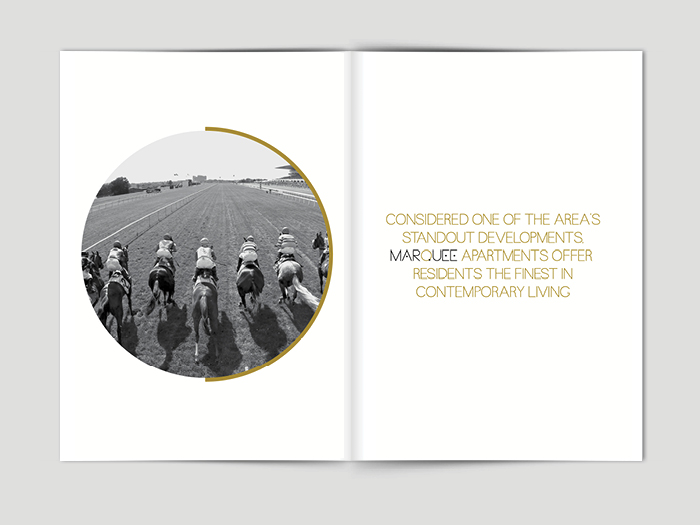 CONSIDERED ONE OF THE AREA'S
STANDOUT DEVELOPMENTS,
MARQUEE APARTMENTS OFFER
RESIDENTS THE FINEST IN
CONTEMPORARY LIVING